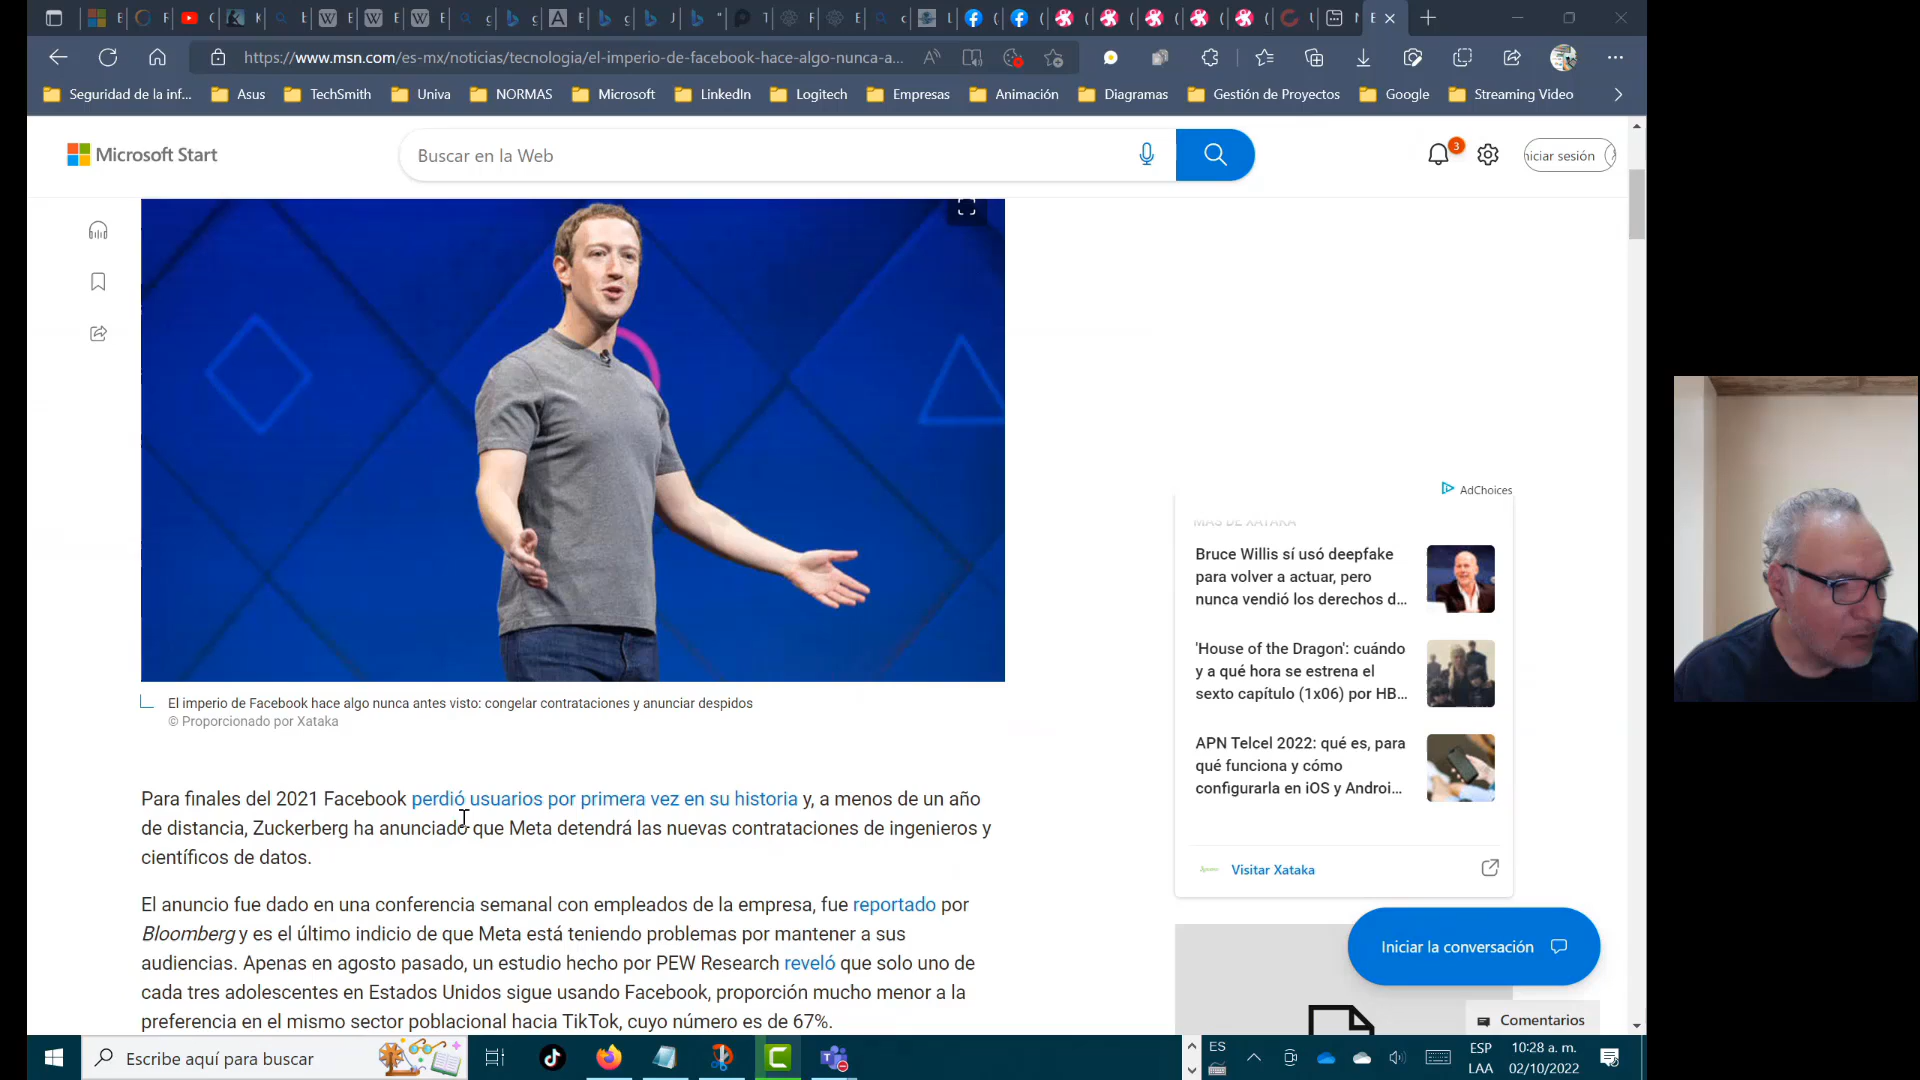 https://www.msn.com/es-mx/noticias/tecnologia/el-imperio-de-facebook-hace-algo-nunca-a...
Seguridad de la inf...
Asus
TechSmith
Univa
NORMAS
Microsoft
LinkedIn
Logitech
Empresas
Animación
Diagramas
Gestión de Proyectos
Google
Streaming Video
Microsoft Start
Buscar en la Web
3
niciar sesión
El imperio de Facebook hace algo nunca antes visto: congelar contrataciones y anunciar despidos
© Proporcionado por Xataka
Para finales del 2021 Facebook perdió usuarios por primera vez en su historia y, a menos de un año
de distancia, Zuckerberg ha anunciado que Meta detendrá las nuevas contrataciones de ingenieros y
científicos de datos.
El anuncio fue dado en una conferencia semanal con empleados de la empresa, fue reportado por
Bloomberg y es el último indicio de que Meta está teniendo problemas por mantener a sus
audiencias. Apenas en agosto pasado, un estudio hecho por PEW Research reveló que solo uno de
cada tres adolescentes en Estados Unidos sigue usando Facebook, proporción mucho menor a la
preferencia en el mismo sector poblacional hacia TikTok, cuyo número es de 67%.
AdChoices
MÁS DE XATAKA
Bruce Willis sí usó deepfake
para volver a actuar, pero
nunca vendió los derechos d...
'House of the Dragon': cuándo
y a qué hora se estrena el
sexto capítulo (1x06) por HB...
APN Telcel 2022: qué es, para
qué funciona y cómo
configurarla en iOS y Androi...
Visitar Xataka
Iniciar la conversación
Comentarios
Escribe aquí para buscar
ES
ESP
LAA
10:28 a. m.
02/10/2022